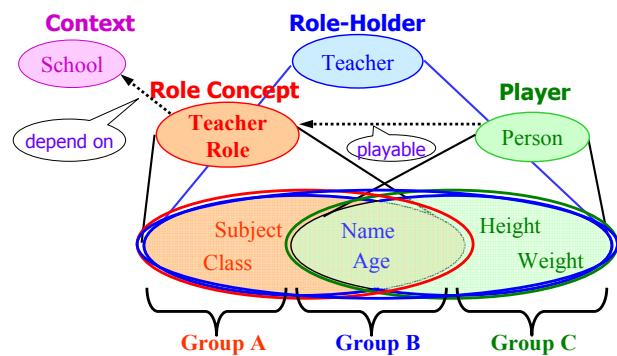 Context
Role-Holder
School
Teacher
Role Concept
Player
Teacher
Role
depend on
playable
Person
Subject
Name
Height
Class
Age
Weight
Group A
Group B
Group C